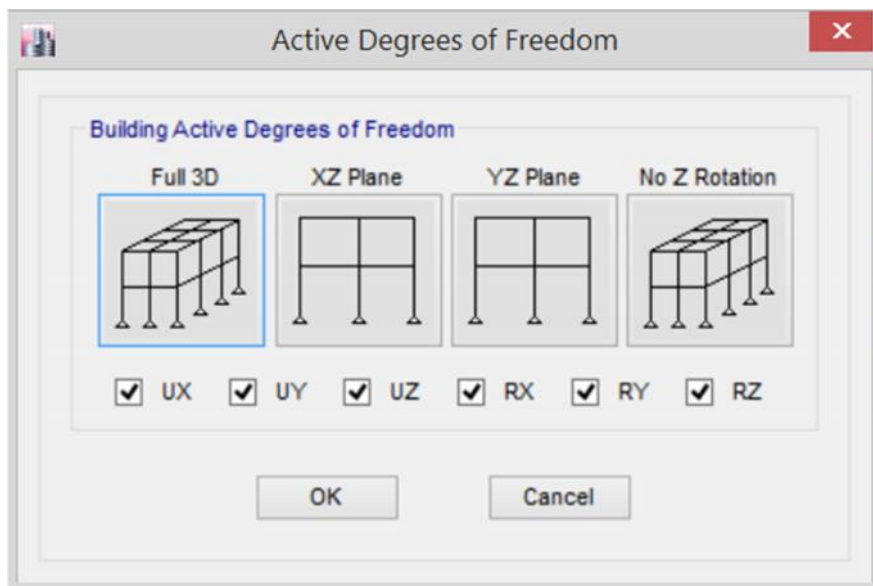 Active Degrees of Freedom
Building Active Degrees of Freedom
Full 3D XZ Plane YZ Plane No Z Rotation
UX UY UZ RX RY RZ
OK Cancel